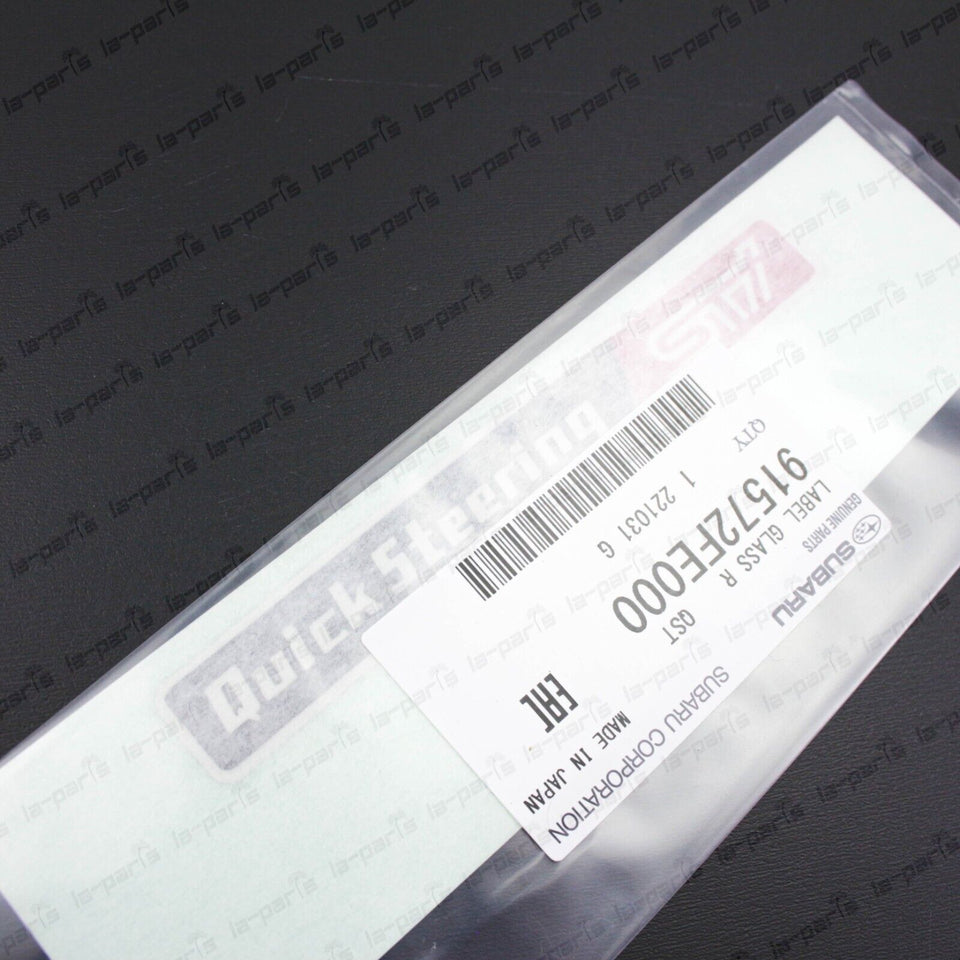 Quick Steering STI
SUBARU
GENUINE PARTS
SUBARU CORPORATION
LABEL GLASS R QST
91572FE000
QTY 1 221031 G
EAC
MADE IN JAPAN
la-parts